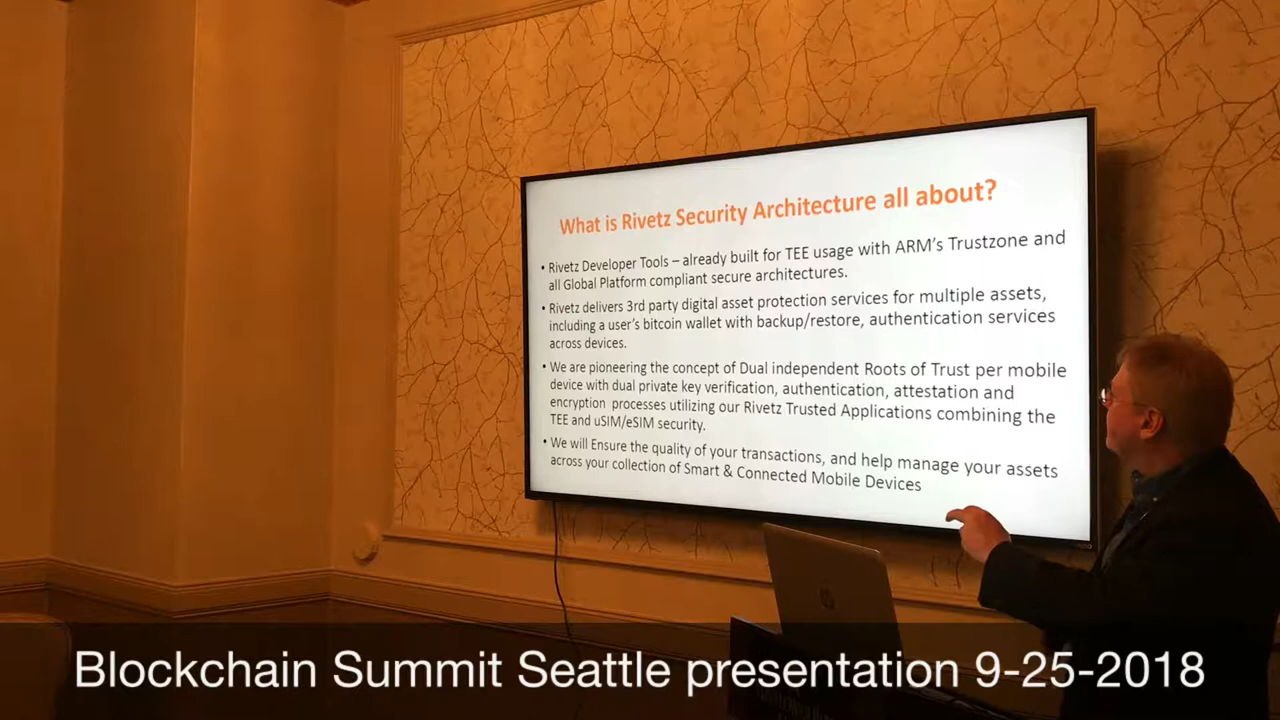 What is Rivetz Security Architecture all about?
• Rivetz Developer Tools – already built for TEE usage with ARM's Trustzone and
all Global Platform compliant secure architectures.
• Rivetz delivers 3rd party digital asset protection services for multiple assets,
including a user's bitcoin wallet with backup/restore, authentication services
across devices.
• We are pioneering the concept of Dual independent Roots of Trust per mobile
device with dual private key verification, authentication, attestation and
encryption processes utilizing our Rivetz Trusted Applications combining the
TEE and uSIM/eSIM security.
• We will Ensure the quality of your transactions, and help manage your assets
across your collection of Smart & Connected Mobile Devices
hp
Blockchain Summit Seattle presentation 9-25-2018